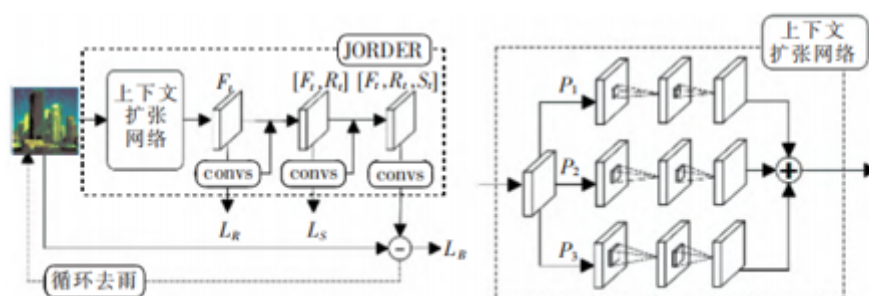 JORDER
上下文
扩张
网络
F_t
[F_t,R_t]
[F_t,R_t,S_t]
convs
convs
convs
L_R
L_S
L_B
循环去雨
上下文
扩张网络
P_1
P_2
P_3